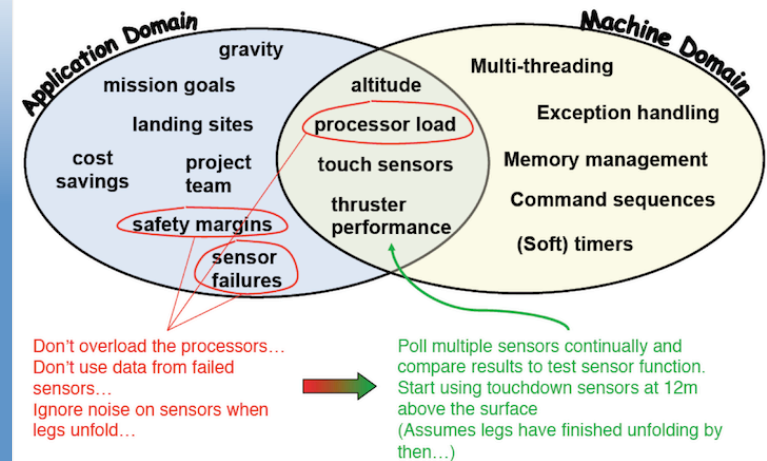 Application Domain
Machine Domain
gravity
mission goals
landing sites
cost
savings
project
team
safety margins
sensor
failures
altitude
processor load
touch sensors
thruster
performance
Multi-threading
Exception handling
Memory management
Command sequences
(Soft) timers
Don't overload the processors…
Don't use data from failed
sensors…
Ignore noise on sensors when
legs unfold…
Poll multiple sensors continually and
compare results to test sensor function.
Start using touchdown sensors at 12m
above the surface
(Assumes legs have finished unfolding by
then…)